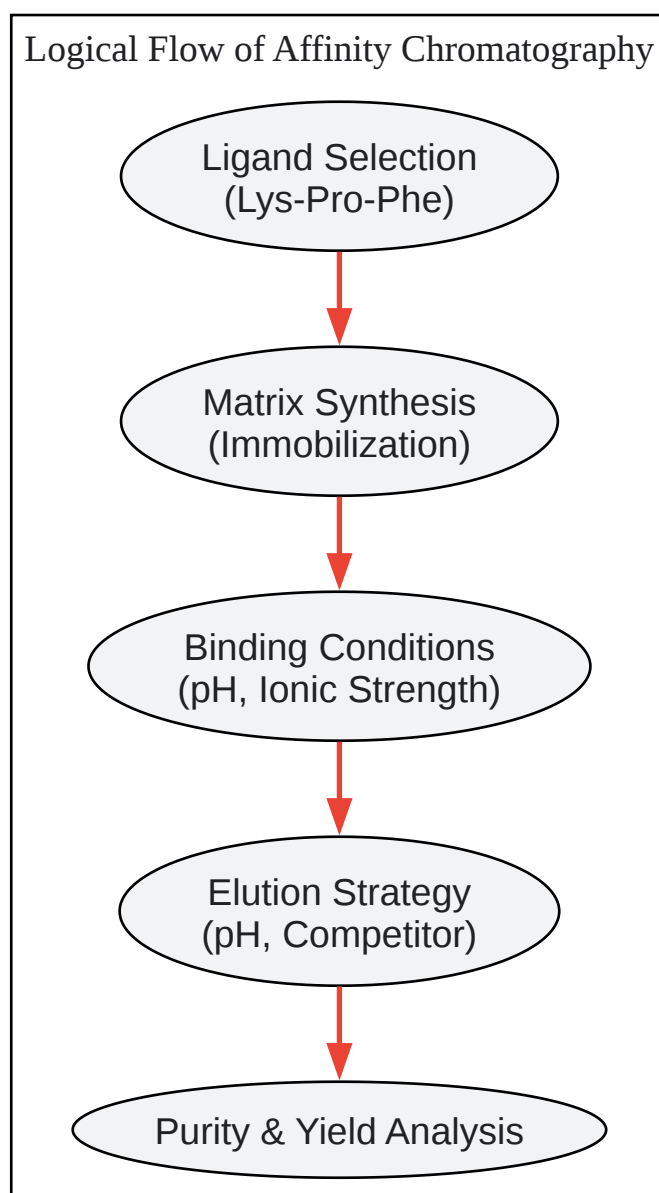 Logical Flow of Affinity Chromatography
Ligand Selection
(Lys-Pro-Phe)
Matrix Synthesis
(Immobilization)
Binding Conditions
(pH, Ionic Strength)
Elution Strategy
(pH, Competitor)
Purity & Yield Analysis